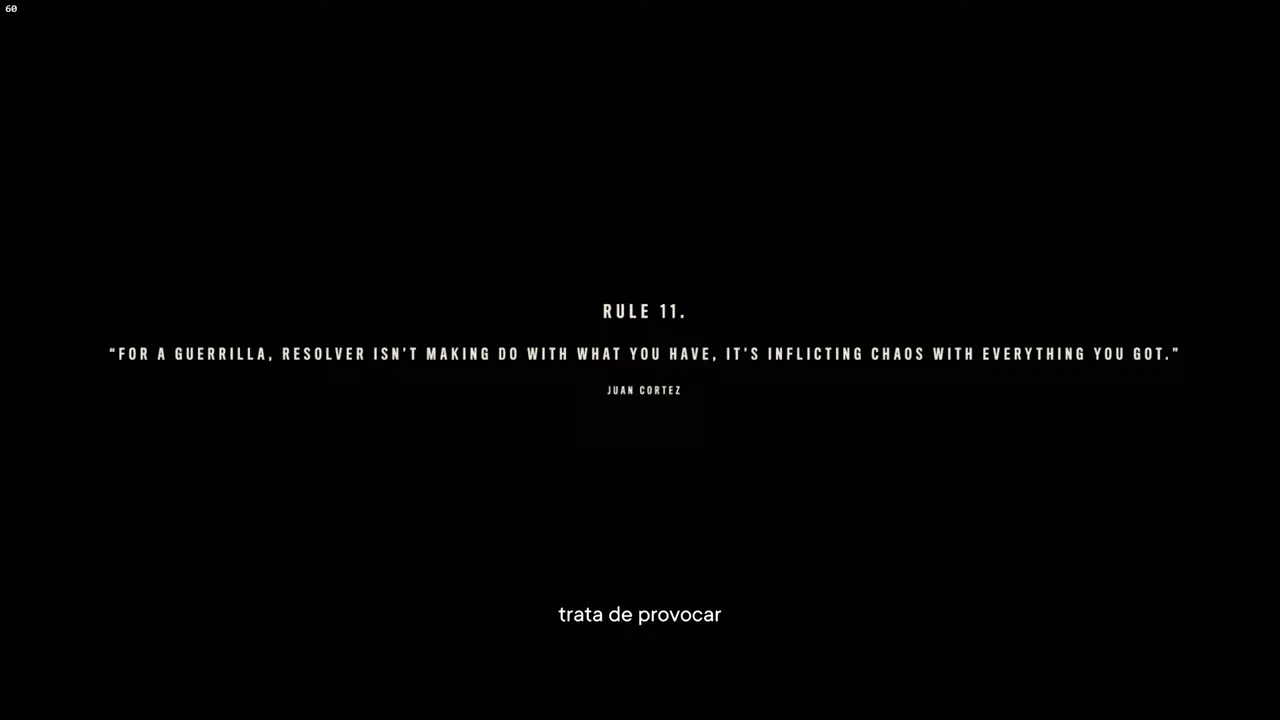 60
RULE 11.
“FOR A GUERRILLA, RESOLVER ISN'T MAKING DO WITH WHAT YOU HAVE, IT'S INFLICTING CHAOS WITH EVERYTHING YOU GOT.”
JUAN CORTEZ
trata de provocar